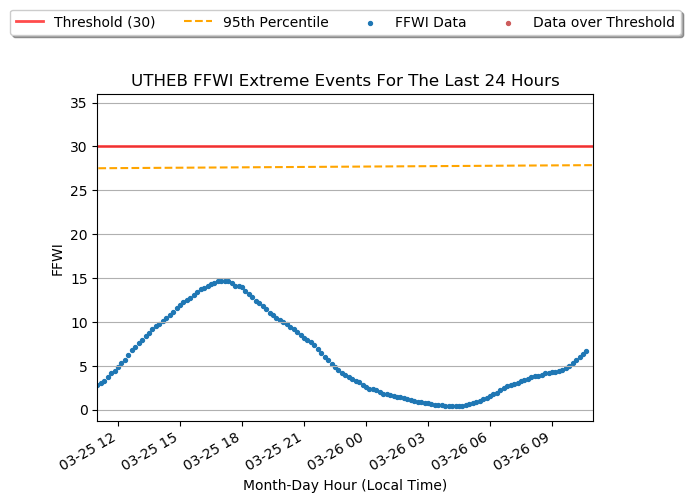 Threshold (30) 95th Percentile FFWI Data Data over Threshold
UTHEB FFWI Extreme Events For The Last 24 Hours
35
30
25
20
15
10
5
0
FFWI
03-25 12 03-25 15 03-25 18 03-25 21 03-26 00 03-26 03 03-26 06 03-26 09
Month-Day Hour (Local Time)